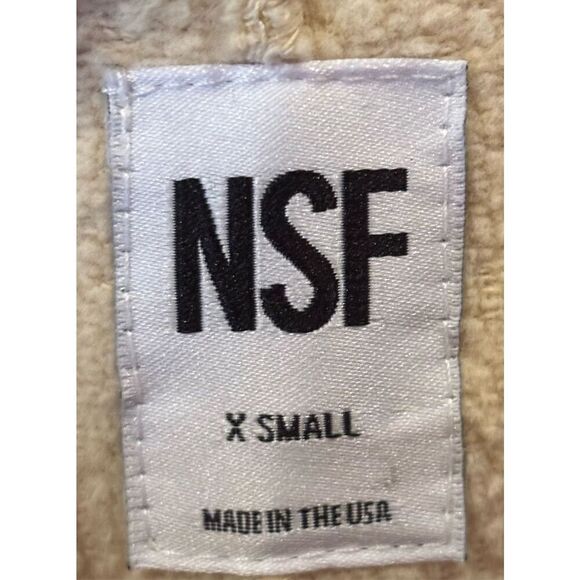 NSF
X SMALL
MADE IN THE USA